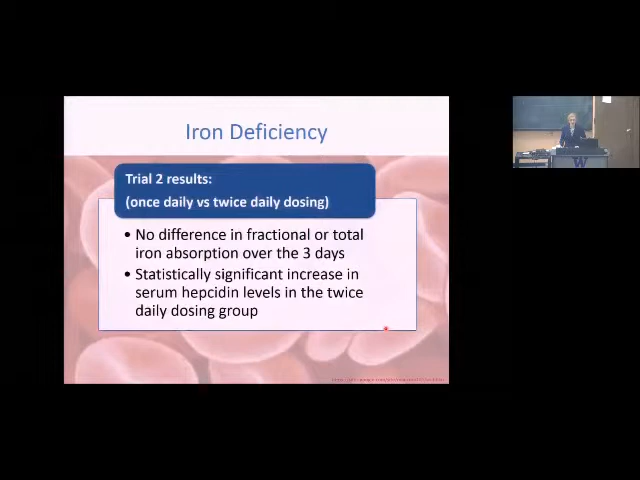 Iron Deficiency
Trial 2 results:
(once daily vs twice daily dosing)
• No difference in fractional or total
iron absorption over the 3 days
• Statistically significant increase in
serum hepcidin levels in the twice
daily dosing group
W